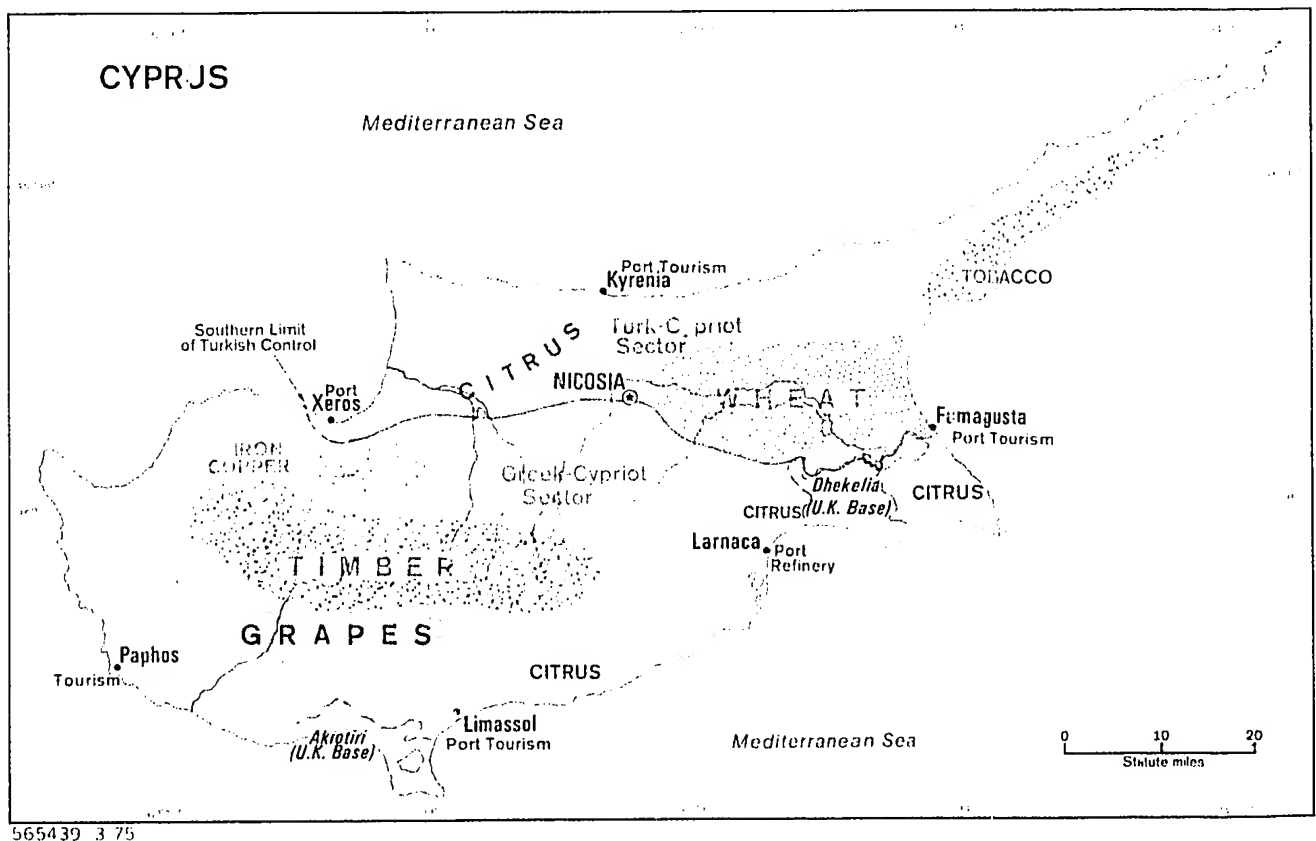 CYPRUS
Mediterranean Sea
Port Tourism
Kyrenia
TOBACCO
Southern Limit
of Turkish Control
Turk-Cypriot
Sector
CITRUS
Port
Xeros
NICOSIA
WHEAT
Famagusta
Port Tourism
IRON
COPPER
Greek-Cypriot
Sector
Dhekelia
(U.K. Base)
CITRUS
CITRUS
Larnaca
Port
Refinery
TIMBER
GRAPES
Paphos
Tourism
CITRUS
Limassol
Port Tourism
Akrotiri
(U.K. Base)
Mediterranean Sea
0 10 20
Statute miles
565439 3 75